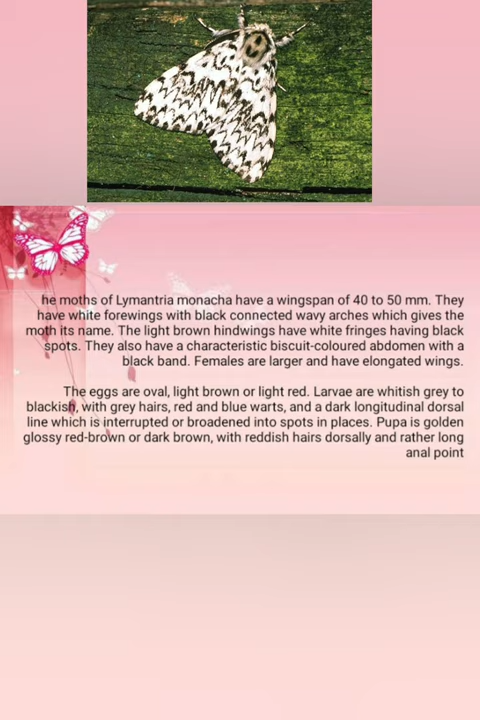 he moths of Lymantria monacha have a wingspan of 40 to 50 mm. They
have white forewings with black connected wavy arches which gives the
moth its name. The light brown hindwings have white fringes having black
spots. They also have a characteristic biscuit-coloured abdomen with a
black band. Females are larger and have elongated wings.
The eggs are oval, light brown or light red. Larvae are whitish grey to
blackish, with grey hairs, red and blue warts, and a dark longitudinal dorsal
line which is interrupted or broadened into spots in places. Pupa is golden
glossy red-brown or dark brown, with reddish hairs dorsally and rather long
anal point